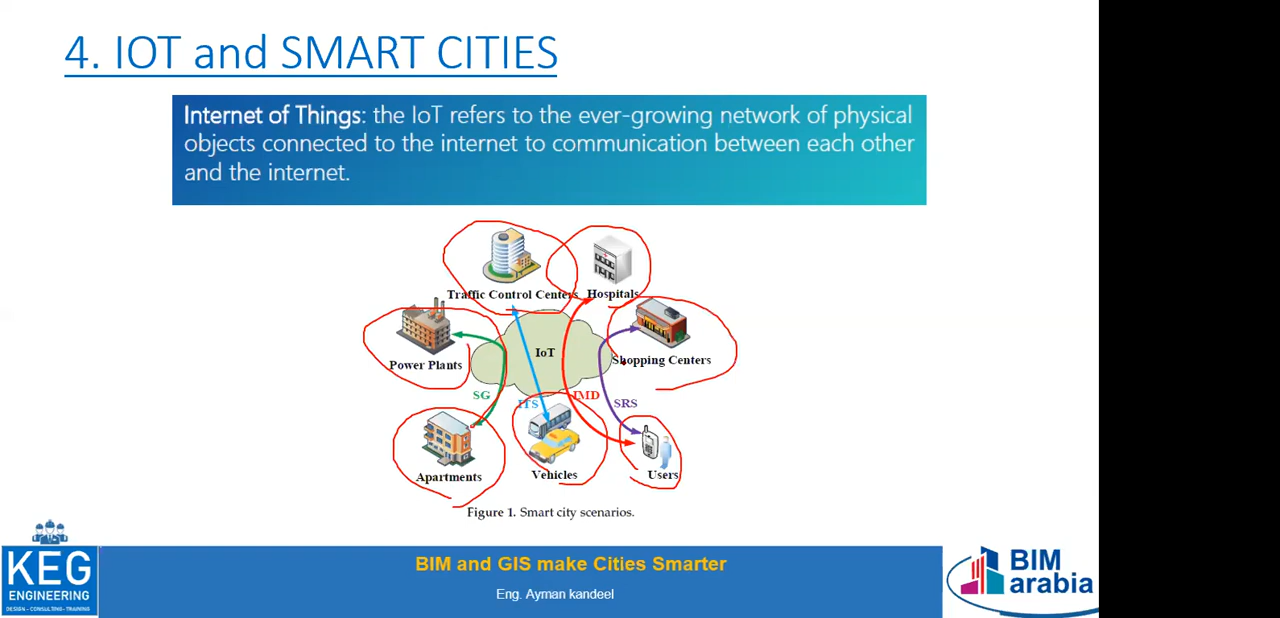 4. IOT and SMART CITIES
Internet of Things: the IoT refers to the ever-growing network of physical
objects connected to the internet to communication between each other
and the internet.
Traffic Control Centers
Hospitals
Power Plants
IoT
Shopping Centers
SG
ITS
IMD
SRS
Apartments
Vehicles
Users
Figure 1. Smart city scenarios.
KEG
ENGINEERING
DESIGN - CONSULTING - TRAINING
BIM and GIS make Cities Smarter
Eng. Ayman kandeel
BIM
arabia